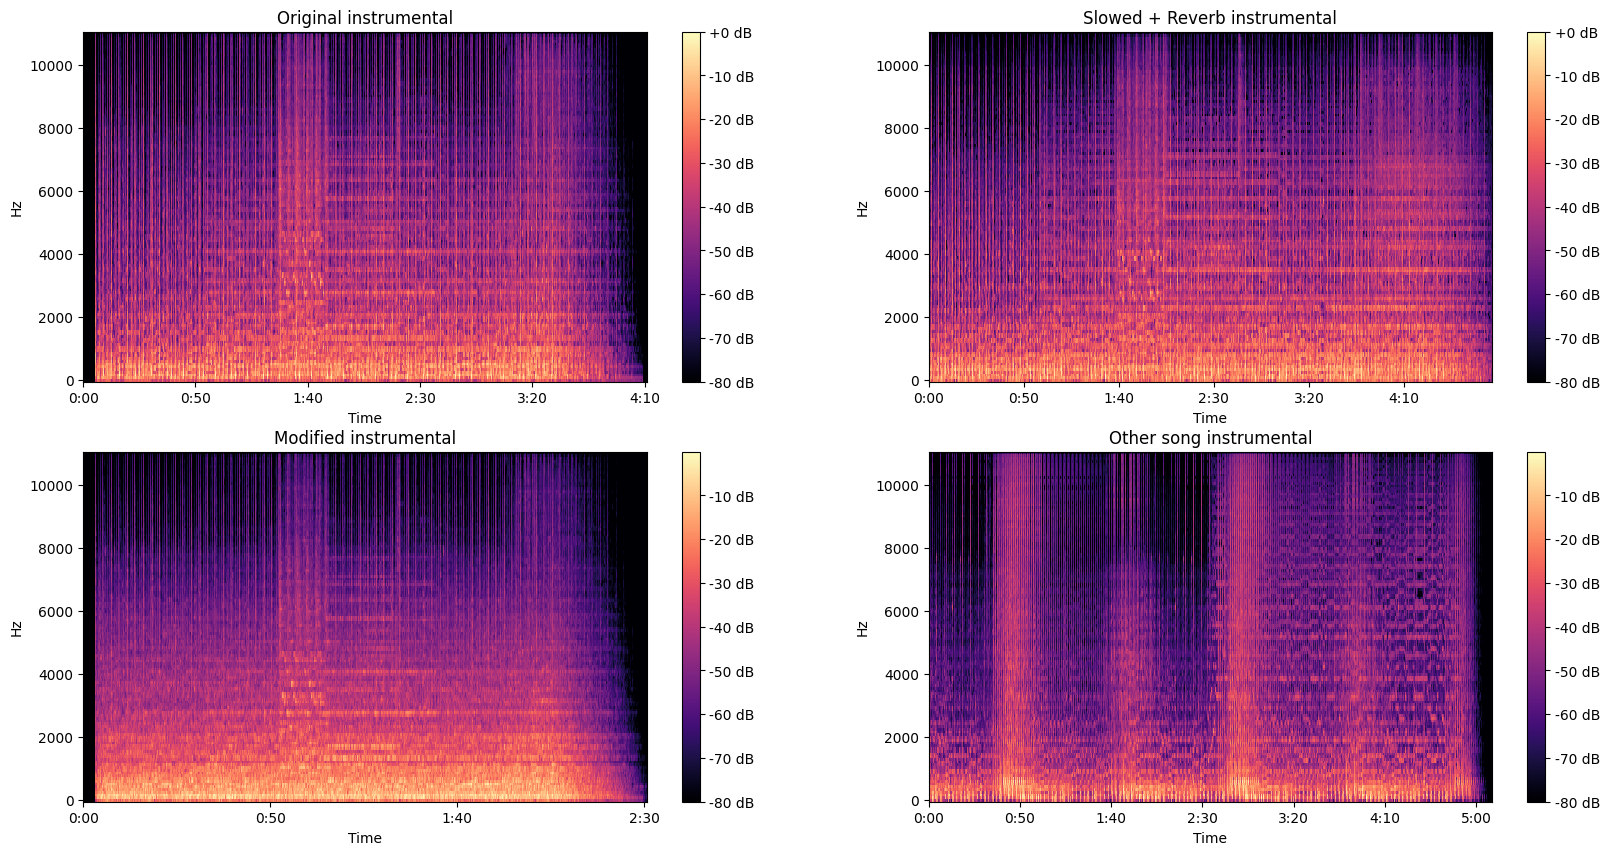 Original instrumental
10000
8000
6000
4000
2000
0
Hz
0:00
0:50
1:40
2:30
3:20
4:10
Time
+0 dB
-10 dB
-20 dB
-30 dB
-40 dB
-50 dB
-60 dB
-70 dB
-80 dB
Slowed + Reverb instrumental
10000
8000
6000
4000
2000
0
Hz
0:00
0:50
1:40
2:30
3:20
4:10
Time
+0 dB
-10 dB
-20 dB
-30 dB
-40 dB
-50 dB
-60 dB
-70 dB
-80 dB
Modified instrumental
10000
8000
6000
4000
2000
0
Hz
0:00
0:50
1:40
2:30
Time
-10 dB
-20 dB
-30 dB
-40 dB
-50 dB
-60 dB
-70 dB
-80 dB
Other song instrumental
10000
8000
6000
4000
2000
0
Hz
0:00
0:50
1:40
2:30
3:20
4:10
5:00
Time
-10 dB
-20 dB
-30 dB
-40 dB
-50 dB
-60 dB
-70 dB
-80 dB